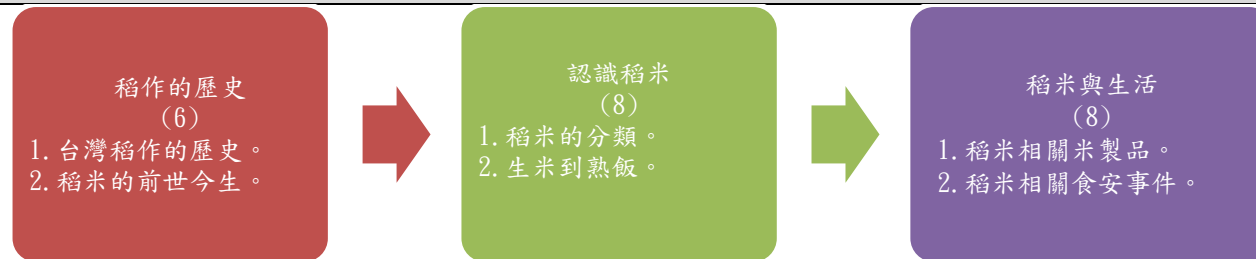 稻作的歷史
(6)
1.台灣稻作的歷史。
2.稻米的前世今生。
認識稻米
(8)
1.稻米的分類。
2.生米到熟飯。
稻米與生活
(8)
1.稻米相關米製品。
2.稻米相關食安事件。